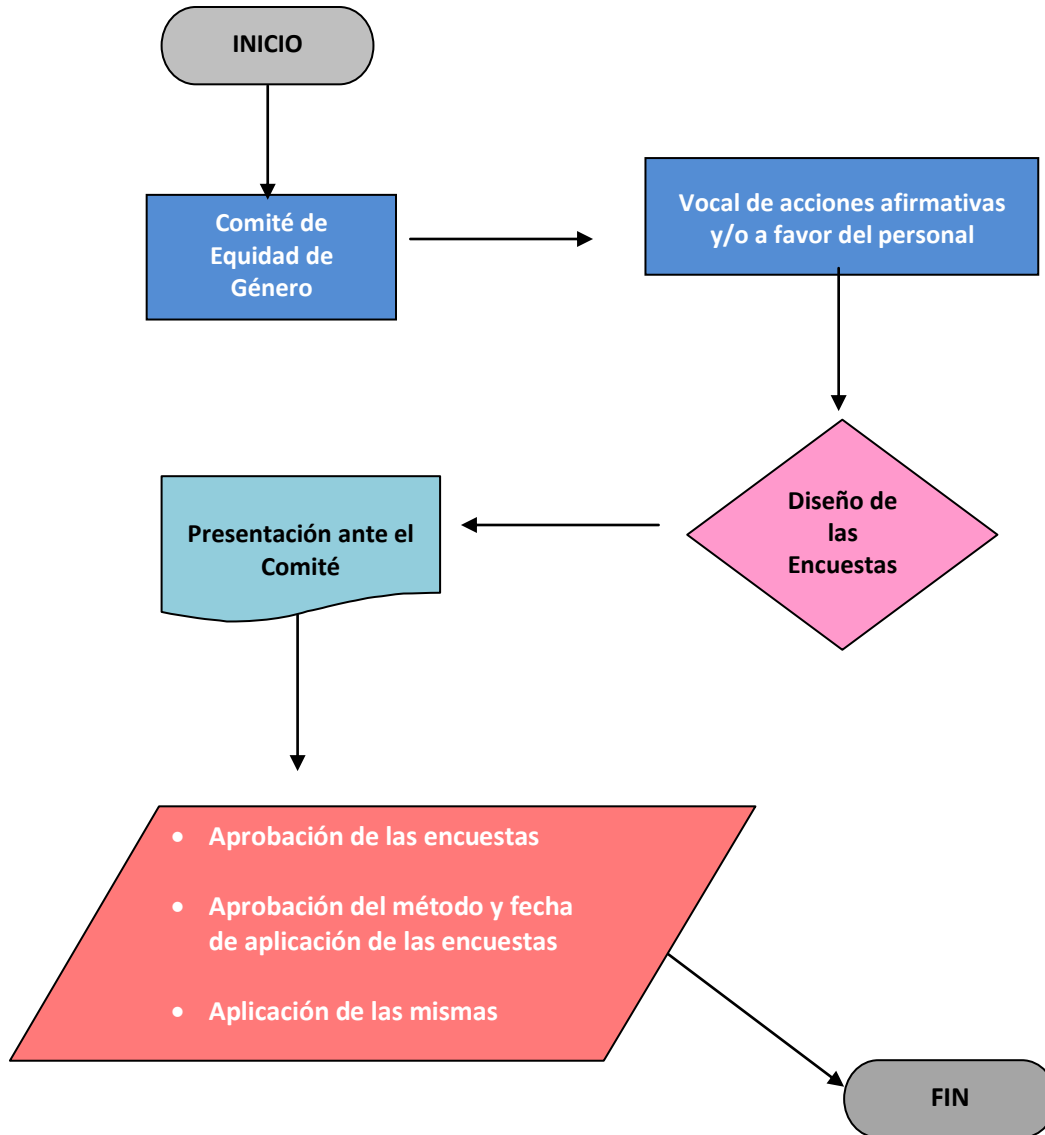 INICIO
Comité de
Equidad de
Género
Vocal de acciones afirmativas
y/o a favor del personal
Diseño de
las
Encuestas
Presentación ante el
Comité
• Aprobación de las encuestas
• Aprobación del método y fecha
de aplicación de las encuestas
• Aplicación de las mismas
FIN